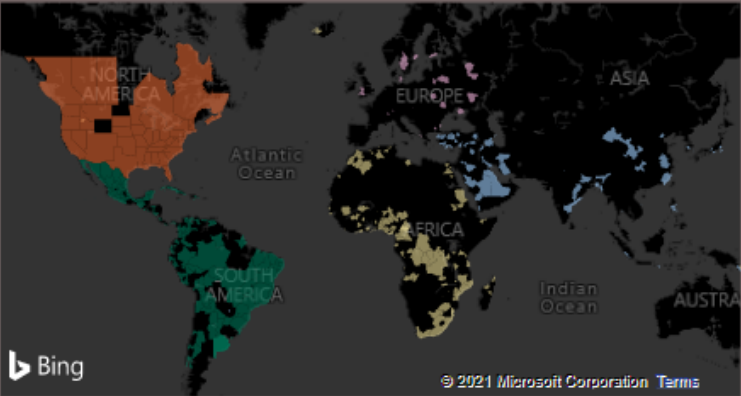 NORTH
AMERICA
EUROPE
ASIA
Atlantic
Ocean
AFRICA
SOUTH
AMERICA
Indian
Ocean
AUSTRA
Bing
© 2021 Microsoft Corporation Terms